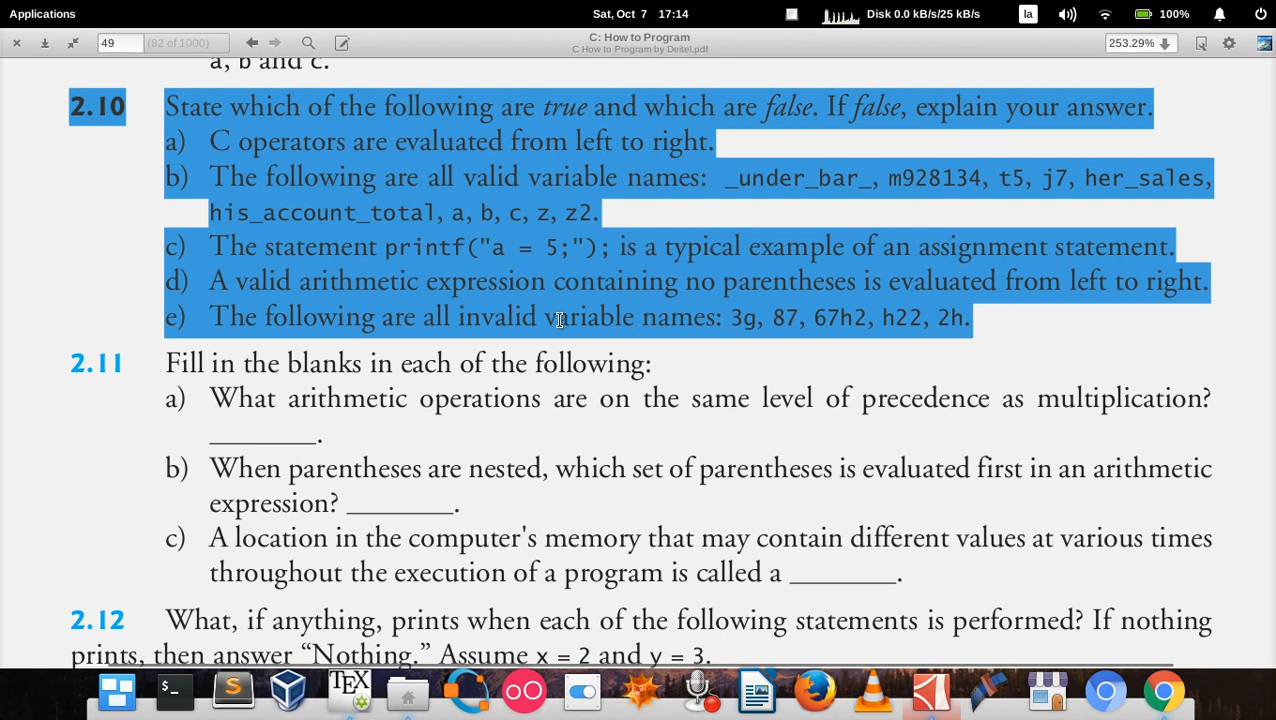 Applications
Sat, Oct 7 17:14
Disk 0.0 kB/s/25 kB/s
la
100%
49
(82 of 1000)
C: How to Program
C How to Program by Deitel.pdf
253.29%
a, b and c.
2.10 State which of the following are true and which are false. If false, explain your answer.
a) C operators are evaluated from left to right.
b) The following are all valid variable names: _under_bar_, m928134, t5, j7, her_sales,
his_account_total, a, b, c, z, z2.
c) The statement printf("a = 5;"); is a typical example of an assignment statement.
d) A valid arithmetic expression containing no parentheses is evaluated from left to right.
e) The following are all invalid variable names: 3g, 87, 67h2, h22, 2h.
2.11 Fill in the blanks in each of the following:
a) What arithmetic operations are on the same level of precedence as multiplication?
________.
b) When parentheses are nested, which set of parentheses is evaluated first in an arithmetic
expression? ________.
c) A location in the computer's memory that may contain different values at various times
throughout the execution of a program is called a ________.
2.12 What, if anything, prints when each of the following statements is performed? If nothing
prints, then answer “Nothing.” Assume x = 2 and y = 3.
>_
S
TEX